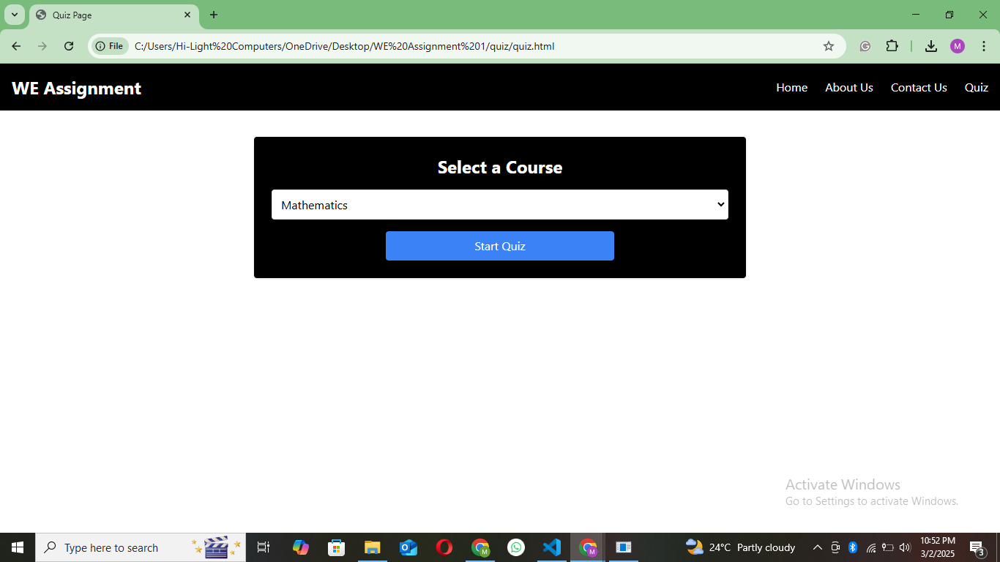 Quiz Page
File
C:/Users/Hi-Light%20Computers/OneDrive/Desktop/WE%20Assignment%201/quiz/quiz.html
M
WE Assignment
Home
About Us
Contact Us
Quiz
Select a Course
Mathematics
Start Quiz
Activate Windows
Go to Settings to activate Windows.
Type here to search
24°C Partly cloudy
10:52 PM
3/2/2025
3